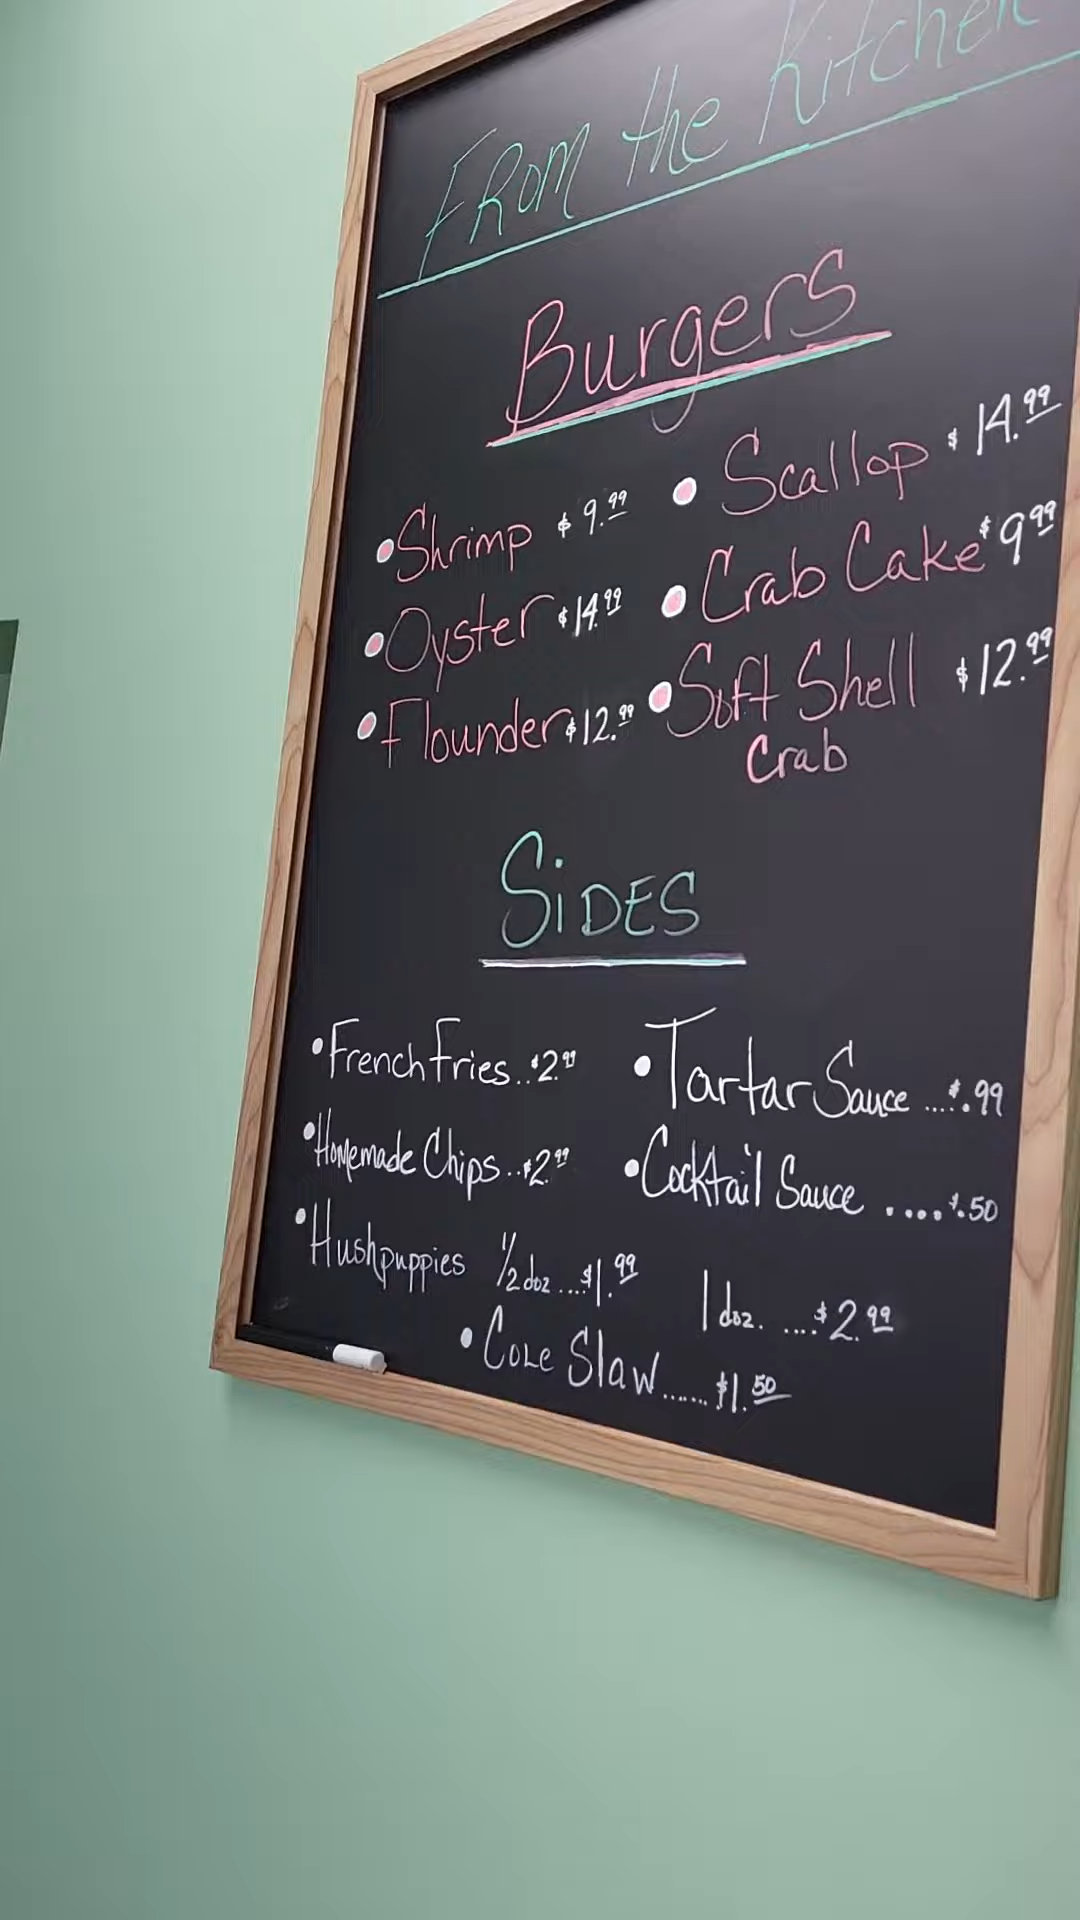 From the Kitchen
Burgers
Shrimp $9.99
Scallop $14.99
Oyster $14.99
Crab Cake $9.99
Flounder $12.99
Soft Shell $12.99
Crab
SiDES
French Fries..$2.99
Tartar Sauce ....$.99
Homemade Chips..$2.99
Cocktail Sauce ....$.50
Hushpuppies 1/2 doz....$1.99 1 doz. ....$2.99
Cole Slaw......$1.50